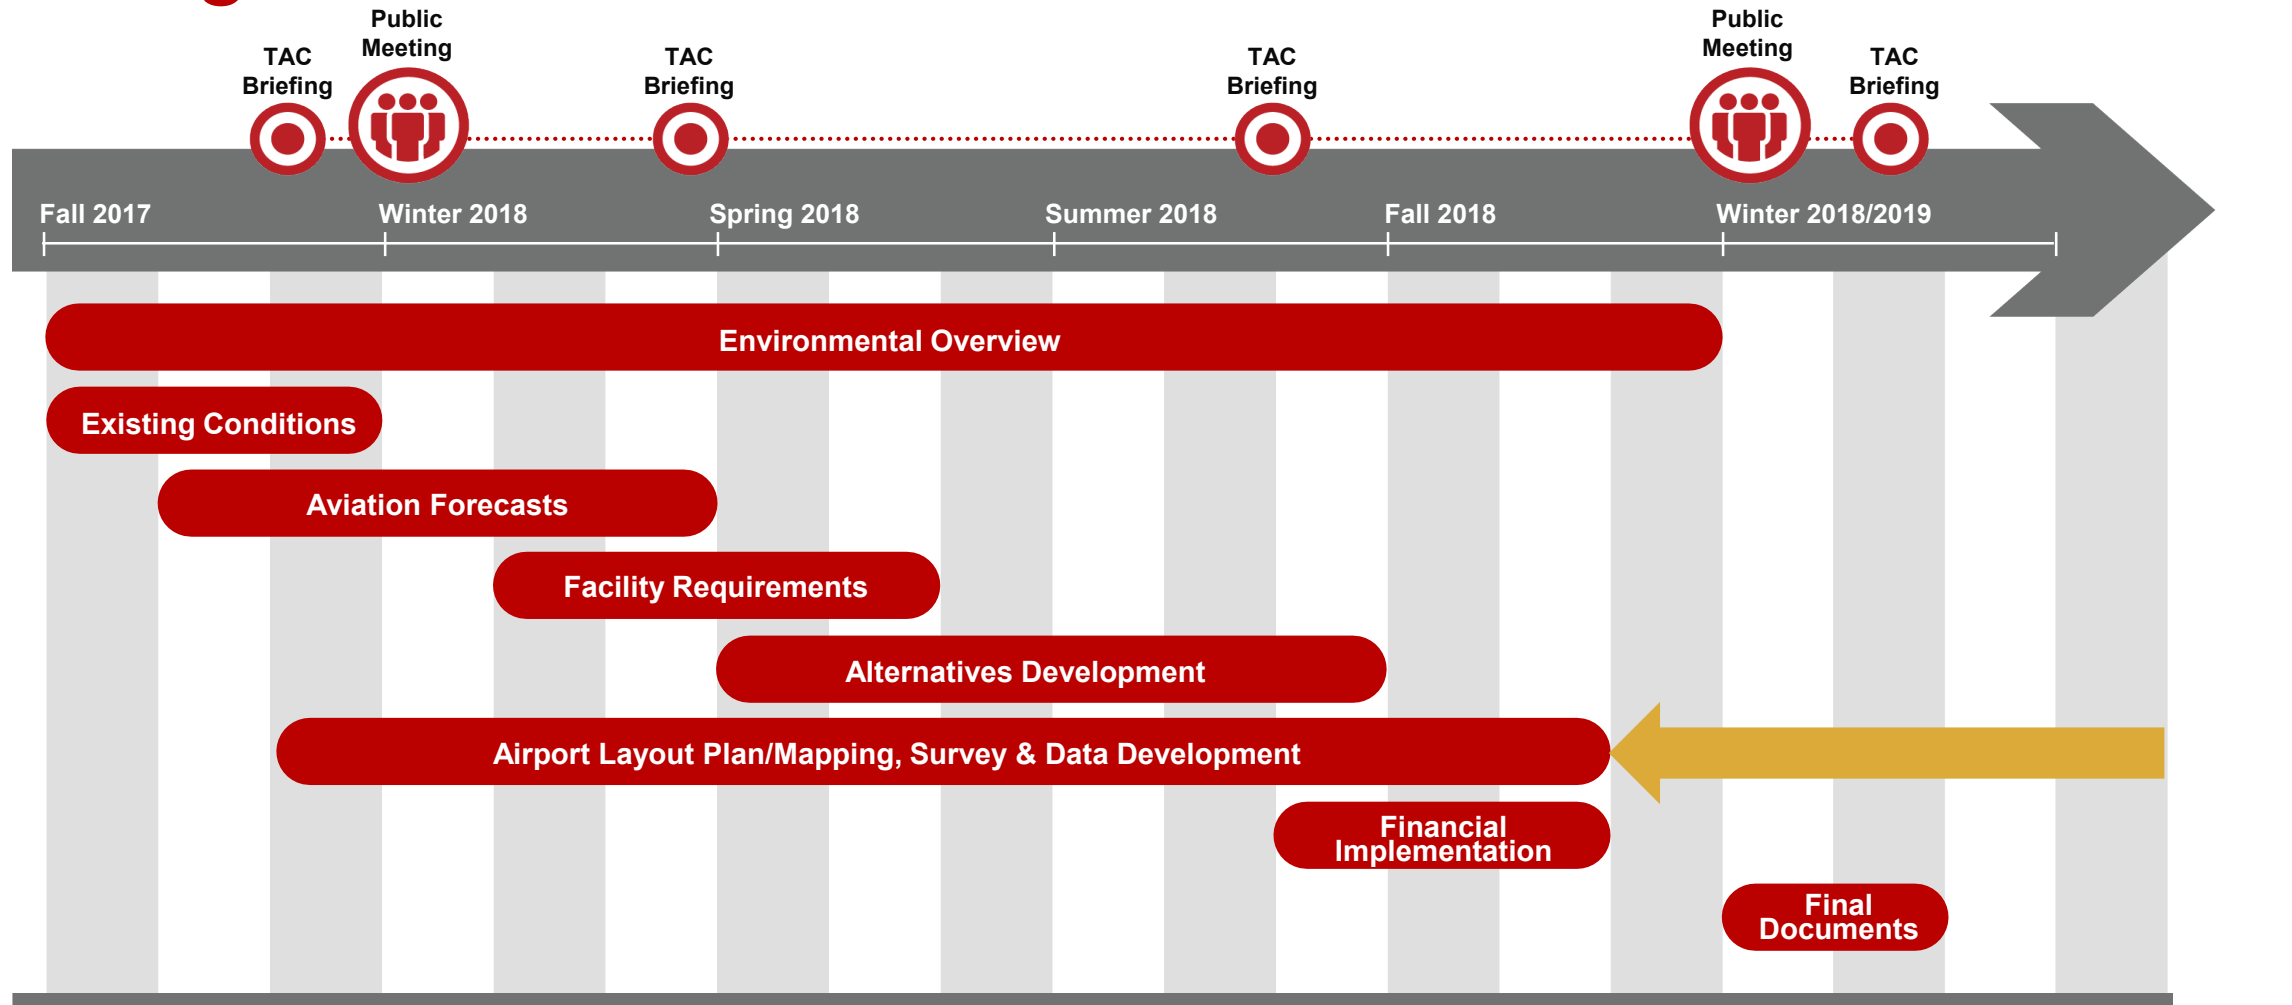 Public
Meeting
TAC
Briefing
TAC
Briefing
TAC
Briefing
Public
Meeting
TAC
Briefing
Fall 2017
Winter 2018
Spring 2018
Summer 2018
Fall 2018
Winter 2018/2019
Environmental Overview
Existing Conditions
Aviation Forecasts
Facility Requirements
Alternatives Development
Airport Layout Plan/Mapping, Survey & Data Development
Financial
Implementation
Final
Documents